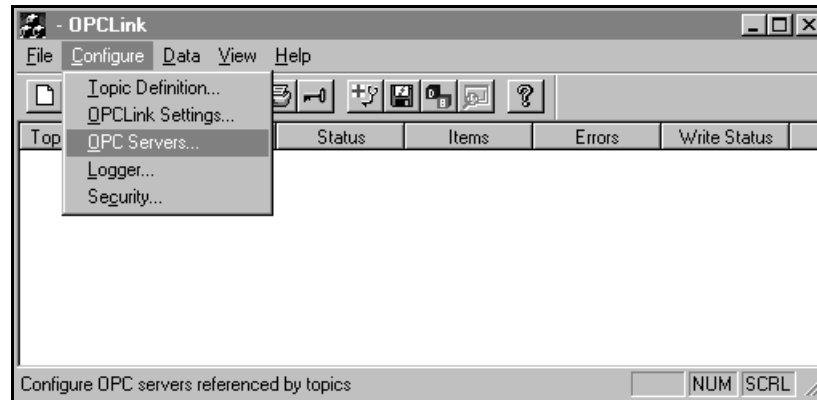 - OPCLink
File Configure Data View Help
Topic Definition...
OPCLink Settings...
OPC Servers...
Logger...
Security...
Top Status Items Errors Write Status
Configure OPC servers referenced by topics NUM SCRL